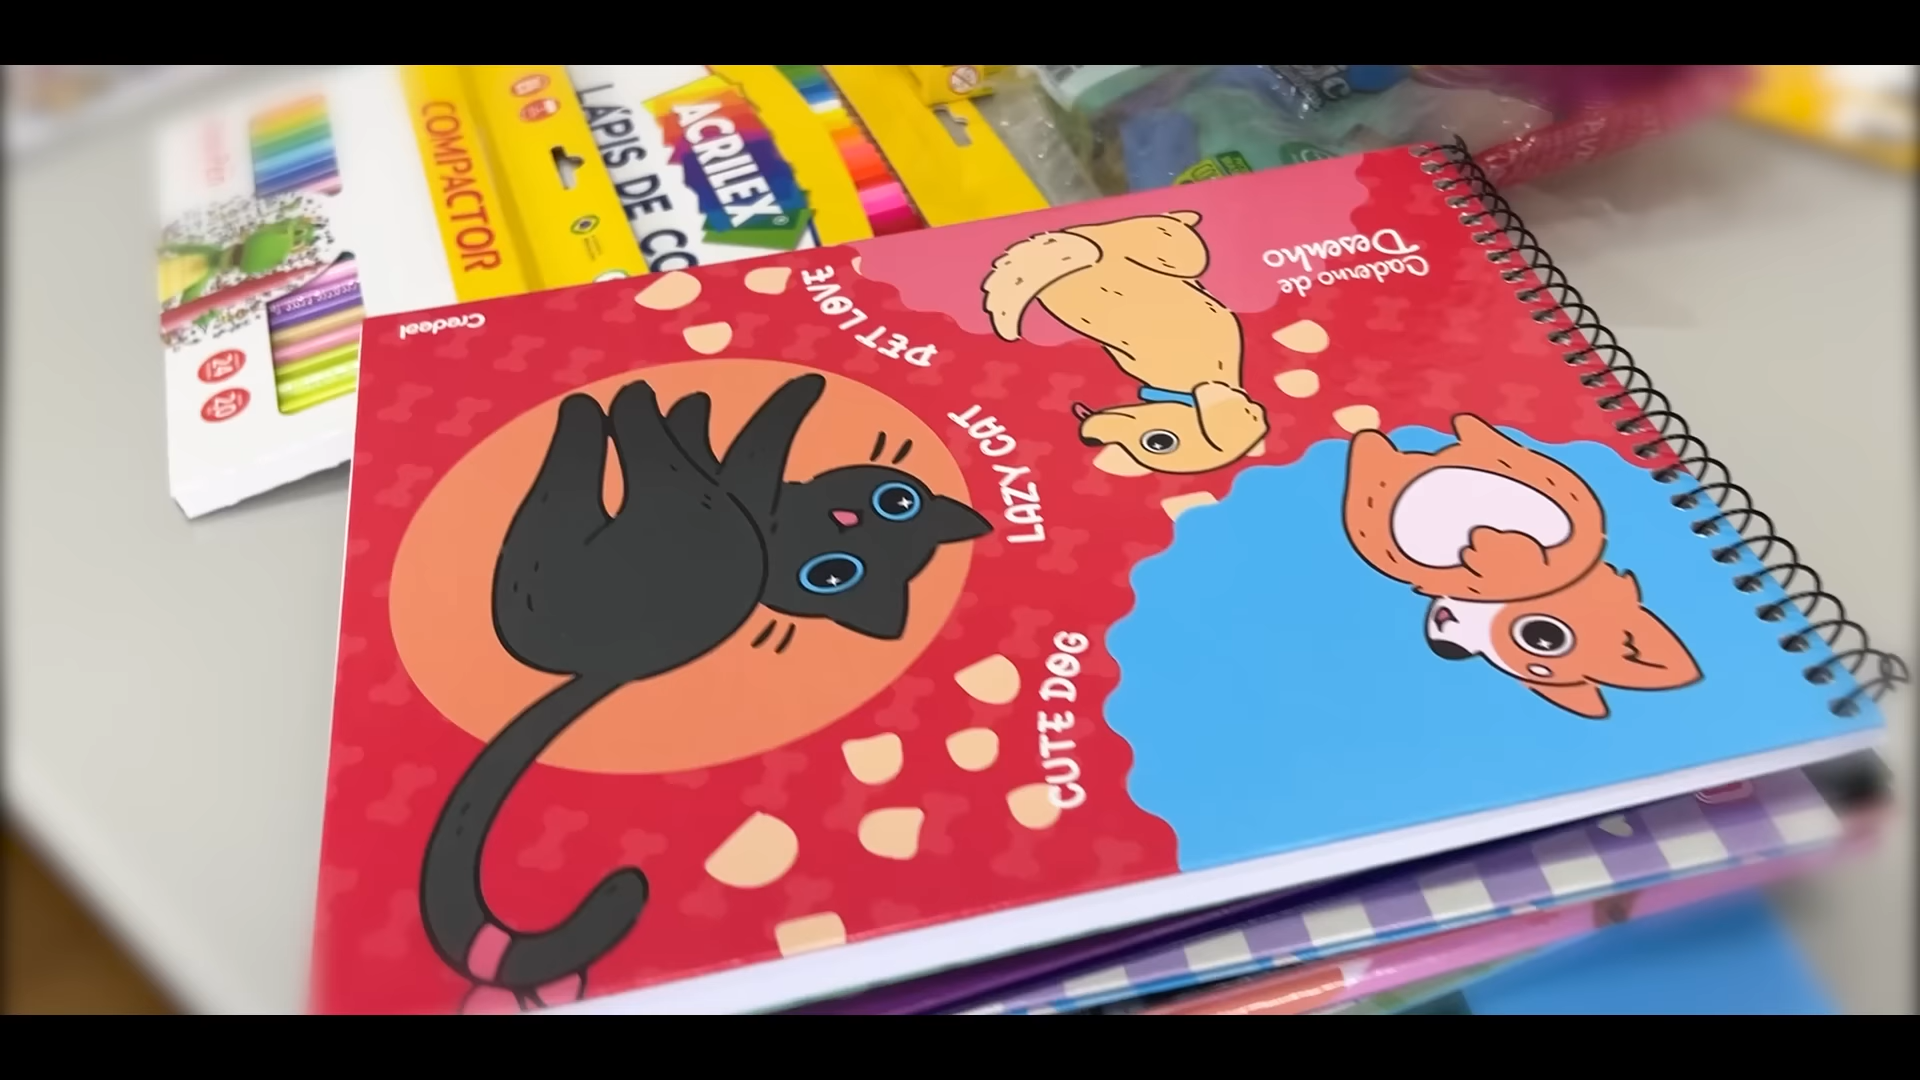 COMPACTOR
LÁPIS DE CO
ACRILEX
24
20
Caderno de
Desenho
PET LOVE
LAZY CAT
CUTE DOG
Credeal